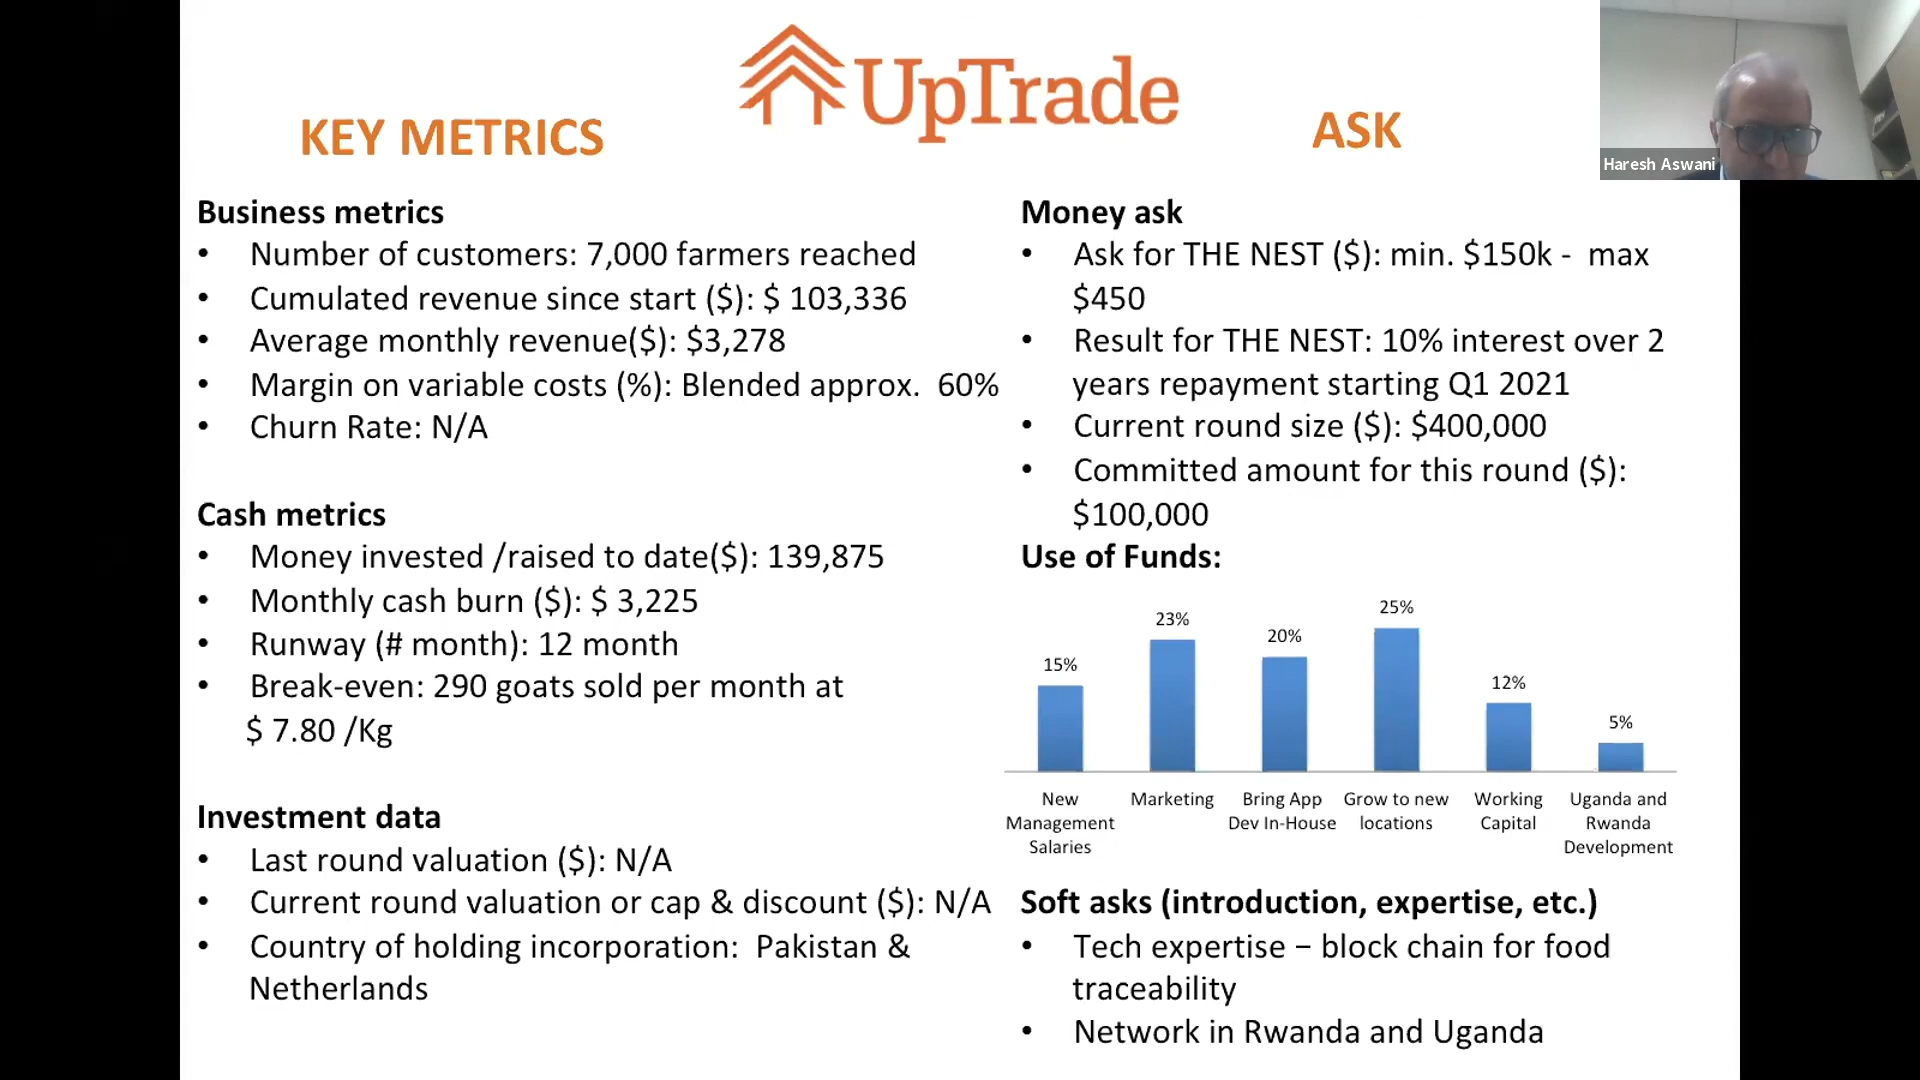 UpTrade
KEY METRICS
ASK
Haresh Aswani
Business metrics
• Number of customers: 7,000 farmers reached
• Cumulated revenue since start ($): $ 103,336
• Average monthly revenue($): $3,278
• Margin on variable costs (%): Blended approx. 60%
• Churn Rate: N/A
Cash metrics
• Money invested /raised to date($): 139,875
• Monthly cash burn ($): $ 3,225
• Runway (# month): 12 month
• Break-even: 290 goats sold per month at
$ 7.80 /Kg
Investment data
• Last round valuation ($): N/A
• Current round valuation or cap & discount ($): N/A
• Country of holding incorporation: Pakistan &
Netherlands
Money ask
• Ask for THE NEST ($): min. $150k - max
$450
• Result for THE NEST: 10% interest over 2
years repayment starting Q1 2021
• Current round size ($): $400,000
• Committed amount for this round ($):
$100,000
Use of Funds:
15%
23%
20%
25%
12%
5%
New
Management
Salaries
Marketing
Bring App
Dev In-House
Grow to new
locations
Working
Capital
Uganda and
Rwanda
Development
Soft asks (introduction, expertise, etc.)
• Tech expertise – block chain for food
traceability
• Network in Rwanda and Uganda